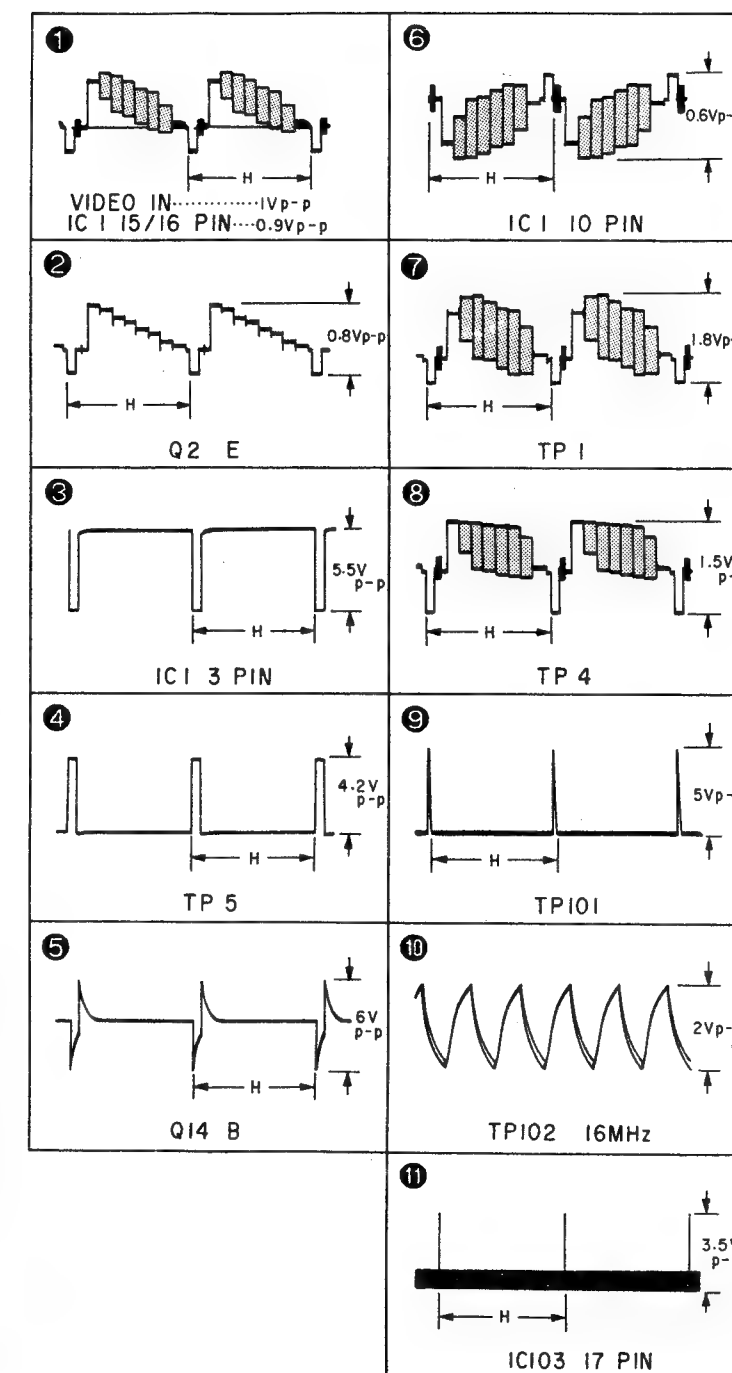 1
H
VIDEO IN·············1Vp-p
IC 1 15/16 PIN····0.9Vp-p
2
0.8Vp-p
H
Q2 E
3
5.5V
p-p
H
IC1 3 PIN
4
4.2V
p-p
H
TP 5
5
6V
p-p
H
Q14 B
6
0.6Vp-
H
IC 1 10 PIN
7
1.8Vp-
H
TP 1
8
1.5V
p-
H
TP 4
9
5Vp-
H
TP101
10
2Vp-
TP102 16MHz
11
3.5V
p-
H
IC103 17 PIN